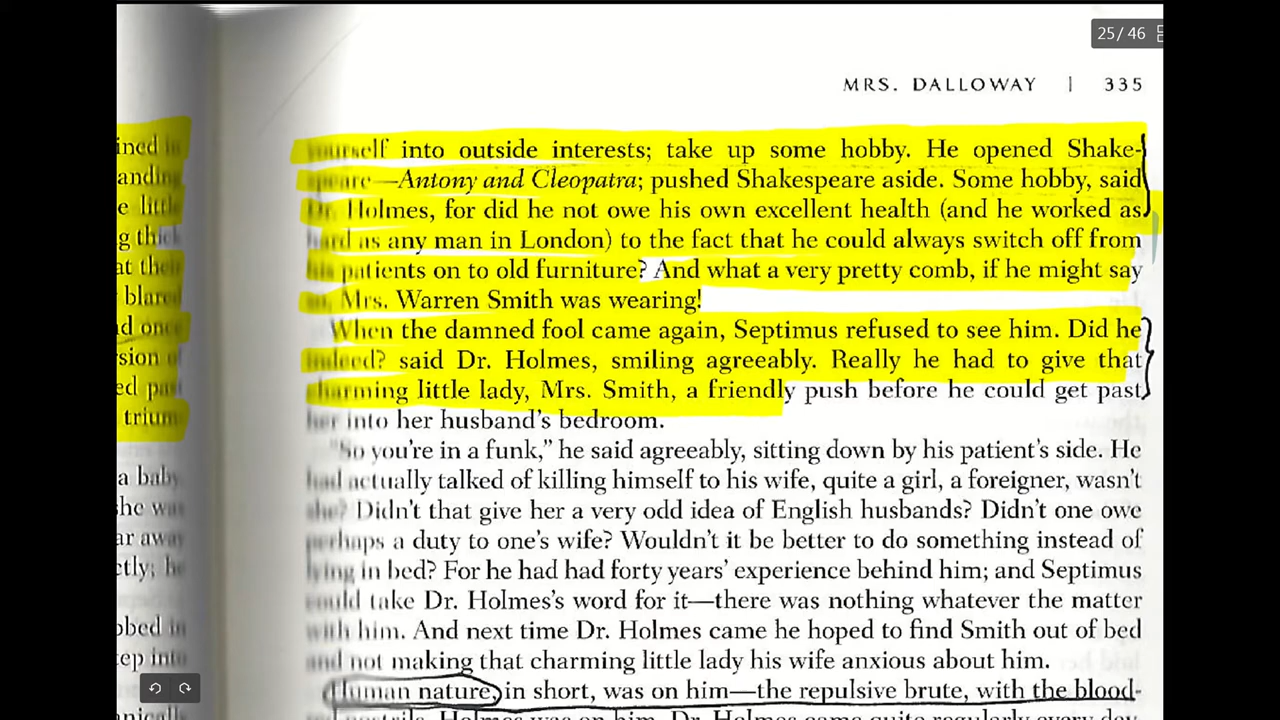 25/ 46
MRS. DALLOWAY | 335
yourself into outside interests; take up some hobby. He opened Shake-
speare—Antony and Cleopatra; pushed Shakespeare aside. Some hobby, said
Dr. Holmes, for did he not owe his own excellent health (and he worked as
hard as any man in London) to the fact that he could always switch off from
his patients on to old furniture? And what a very pretty comb, if he might say
so, Mrs. Warren Smith was wearing!
When the damned fool came again, Septimus refused to see him. Did he
indeed? said Dr. Holmes, smiling agreeably. Really he had to give that
charming little lady, Mrs. Smith, a friendly push before he could get past
her into her husband's bedroom.
"So you're in a funk," he said agreeably, sitting down by his patient's side. He
had actually talked of killing himself to his wife, quite a girl, a foreigner, wasn't
she? Didn't that give her a very odd idea of English husbands? Didn't one owe
perhaps a duty to one's wife? Wouldn't it be better to do something instead of
lying in bed? For he had had forty years' experience behind him; and Septimus
could take Dr. Holmes's word for it—there was nothing whatever the matter
with him. And next time Dr. Holmes came he hoped to find Smith out of bed
and not making that charming little lady his wife anxious about him.
Human nature, in short, was on him—the repulsive brute, with the blood-
Holmes was on him. Dr. Holmes came quite regularly every day.